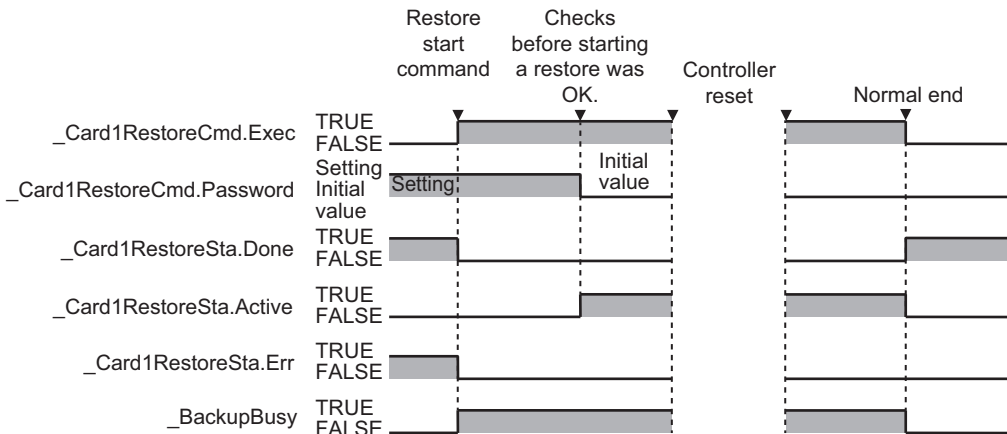 Restore
start
command
Checks
before starting
a restore was
OK.
Controller
reset
Normal end
_Card1RestoreCmd.Exec
TRUE
FALSE
_Card1RestoreCmd.Password
Setting
Initial
value
Setting
Initial
value
_Card1RestoreSta.Done
TRUE
FALSE
_Card1RestoreSta.Active
TRUE
FALSE
_Card1RestoreSta.Err
TRUE
FALSE
_BackupBusy
TRUE
FALSE